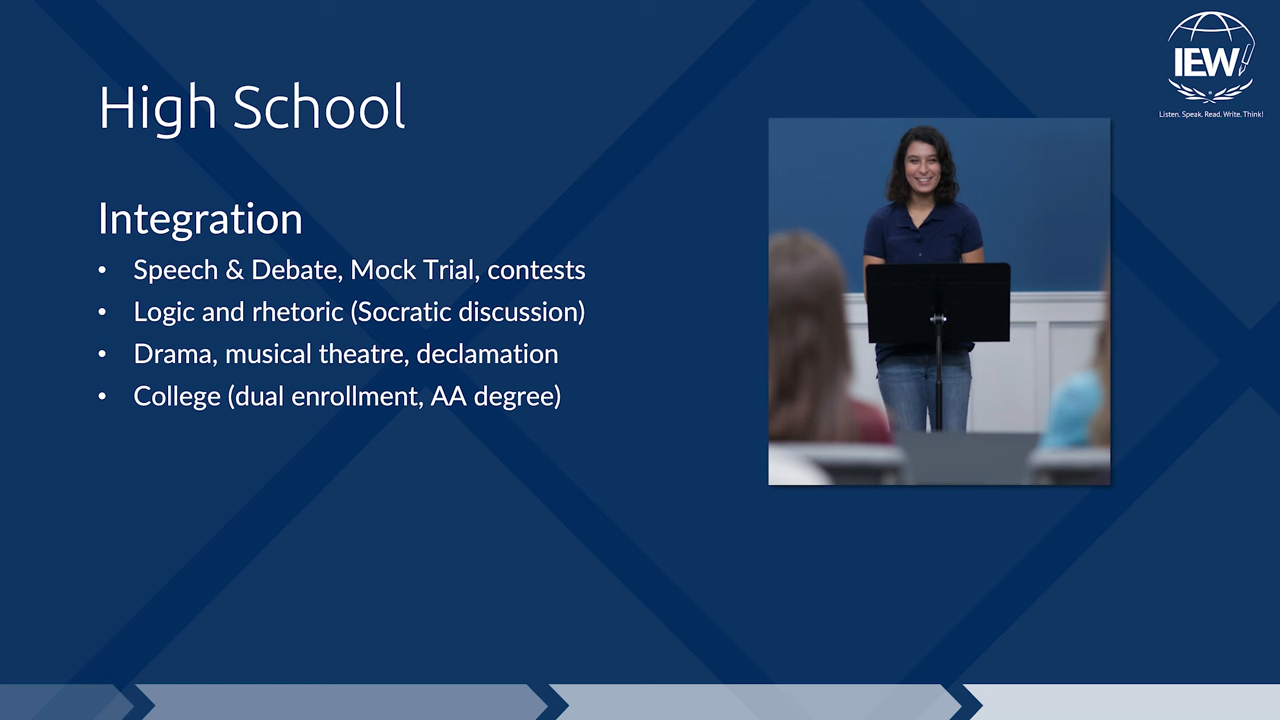 High School
IEW
Listen. Speak. Read. Write. Think!
Integration
• Speech & Debate, Mock Trial, contests
• Logic and rhetoric (Socratic discussion)
• Drama, musical theatre, declamation
• College (dual enrollment, AA degree)